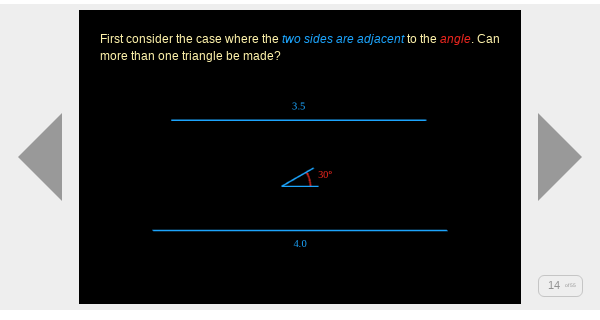 First consider the case where the two sides are adjacent to the angle. Can
more than one triangle be made?
3.5
30°
4.0
14